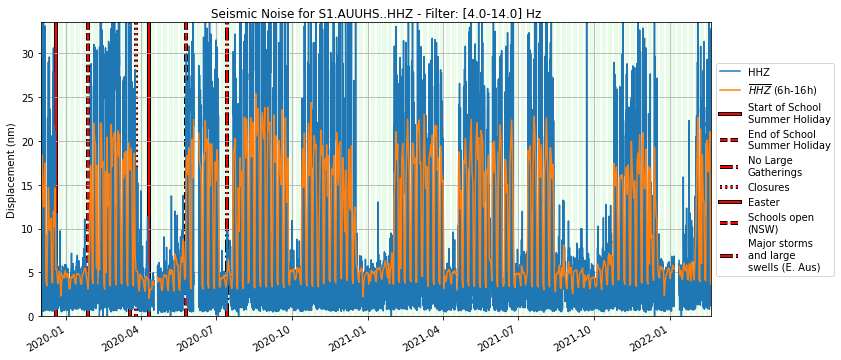 Seismic Noise for S1.AUUHS..HHZ - Filter: [4.0-14.0] Hz
Displacement (nm)
30
25
20
15
10
5
0
2020-01
2020-04
2020-07
2020-10
2021-01
2021-04
2021-07
2021-10
2022-01
HHZ
HHZ (6h-16h)
Start of School
Summer Holiday
End of School
Summer Holiday
No Large
Gatherings
Closures
Easter
Schools open
(NSW)
Major storms
and large
swells (E. Aus)